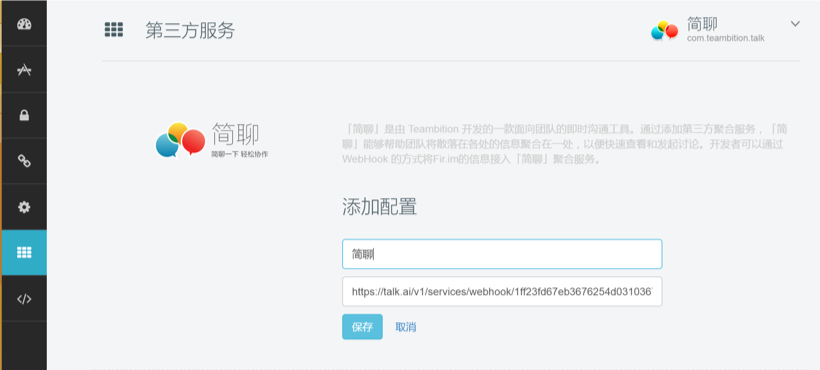 第三方服务
简聊
com.teambition.talk
简聊
简聊一下 轻松协作
「简聊」是由 Teambition 开发的一款面向团队的即时沟通工具。通过添加第三方聚合服务，「简
聊」能够帮助团队将散落在各处的信息聚合在一处，以便快速查看和发起讨论。开发者可以通过
WebHook 的方式将Fir.im的信息接入「简聊」聚合服务。
添加配置
简聊
https://talk.ai/v1/services/webhook/1ff23fd67eb3676254d031036
保存
取消